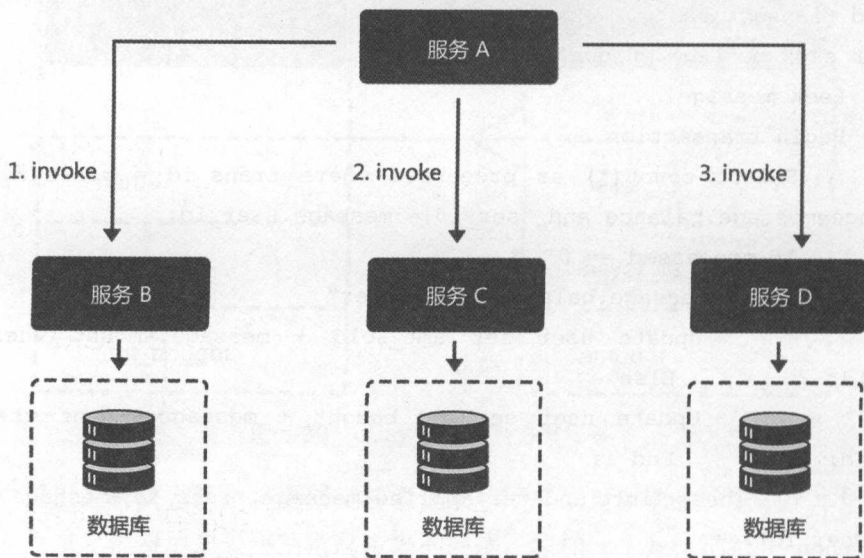 服务 A
1. invoke
2. invoke
3. invoke
服务 B
服务 C
服务 D
数据库
数据库
数据库